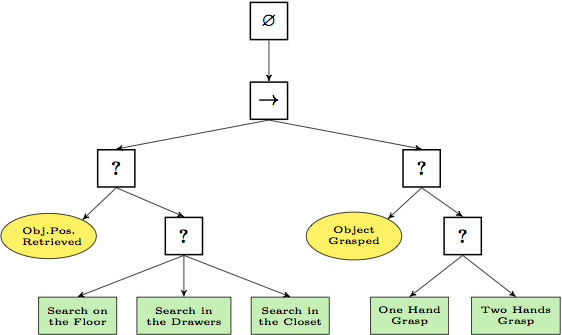 ∅
→
?
?
Obj.Pos.
Retrieved
?
Object
Grasped
?
Search on
the Floor
Search in
the Drawers
Search in
the Closet
One Hand
Grasp
Two Hands
Grasp